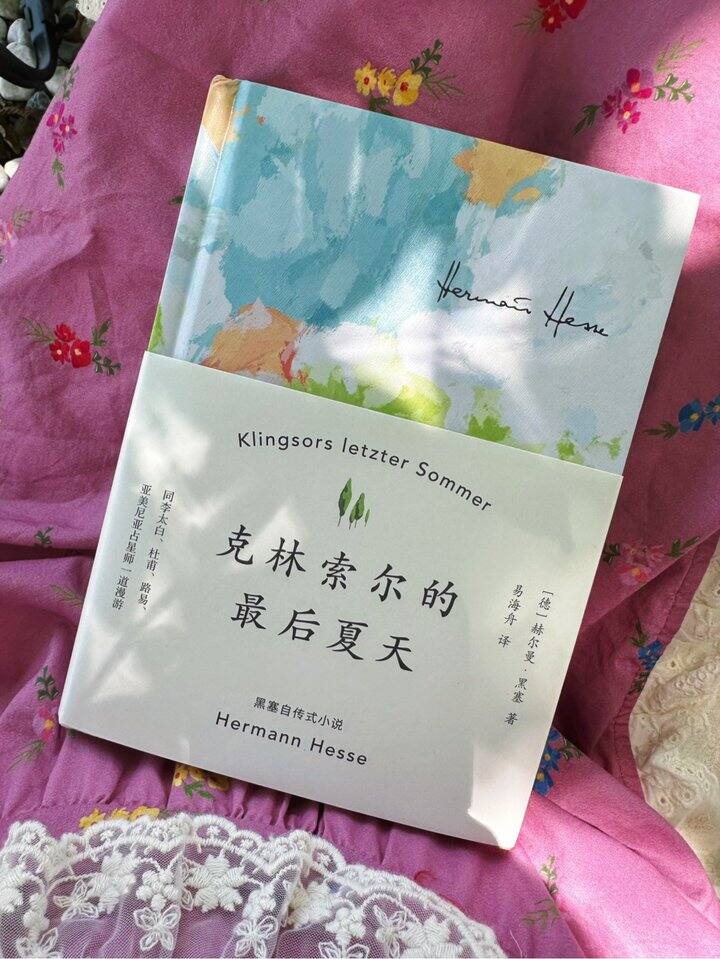 Hermann Hesse
Klingsors letzter Sommer
克林索尔的
最后夏天
同李太白、杜甫、路易、
亚美尼亚占星师一道漫游
［德］赫尔曼·黑塞 著
易海舟 译
黑塞自传式小说
Hermann Hesse